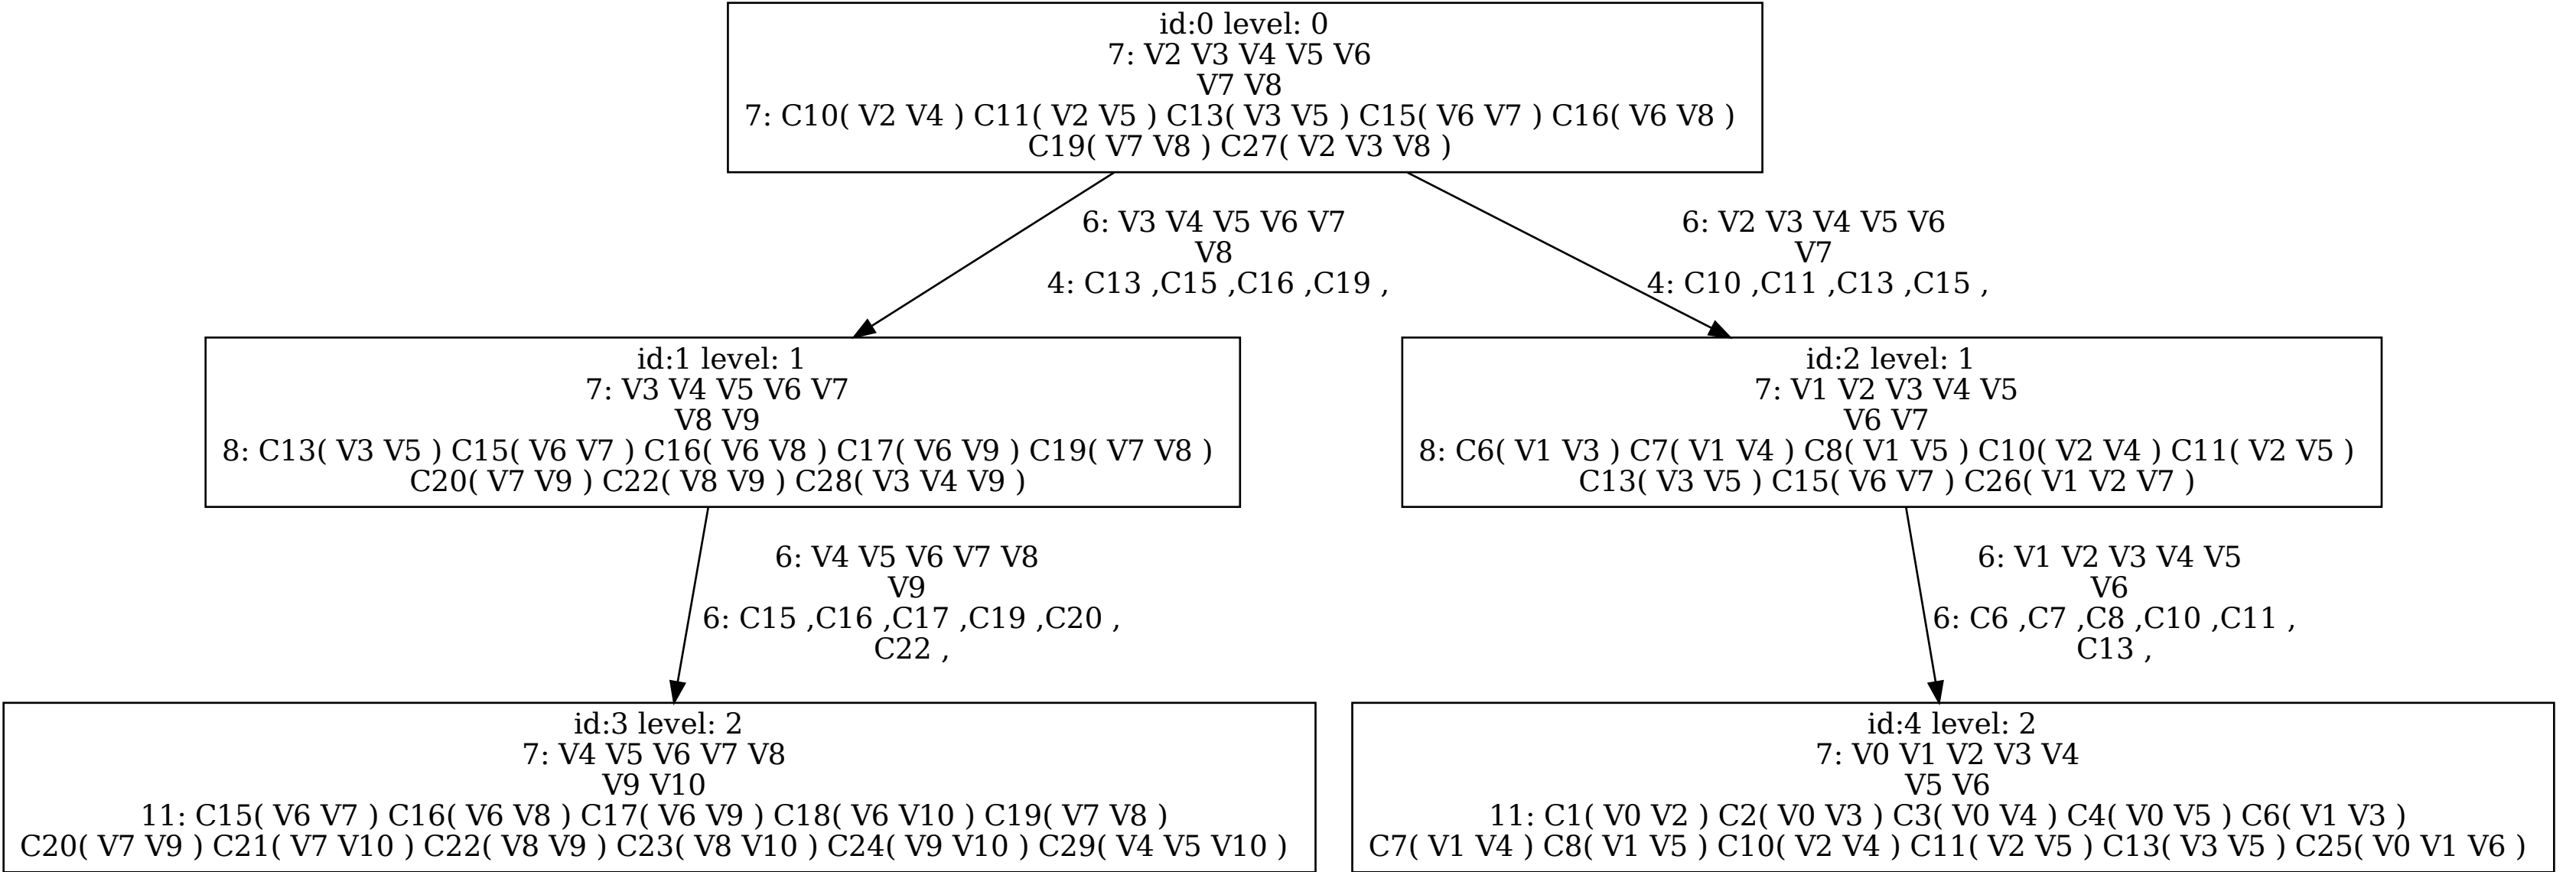 id:0 level: 0
7: V2 V3 V4 V5 V6
V7 V8
7: C10( V2 V4 ) C11( V2 V5 ) C13( V3 V5 ) C15( V6 V7 ) C16( V6 V8 )
C19( V7 V8 ) C27( V2 V3 V8 )
6: V3 V4 V5 V6 V7
V8
4: C13 ,C15 ,C16 ,C19 ,
6: V2 V3 V4 V5 V6
V7
4: C10 ,C11 ,C13 ,C15 ,
id:1 level: 1
7: V3 V4 V5 V6 V7
V8 V9
8: C13( V3 V5 ) C15( V6 V7 ) C16( V6 V8 ) C17( V6 V9 ) C19( V7 V8 )
C20( V7 V9 ) C22( V8 V9 ) C28( V3 V4 V9 )
id:2 level: 1
7: V1 V2 V3 V4 V5
V6 V7
8: C6( V1 V3 ) C7( V1 V4 ) C8( V1 V5 ) C10( V2 V4 ) C11( V2 V5 )
C13( V3 V5 ) C15( V6 V7 ) C26( V1 V2 V7 )
6: V4 V5 V6 V7 V8
V9
6: C15 ,C16 ,C17 ,C19 ,C20 ,
C22 ,
6: V1 V2 V3 V4 V5
V6
6: C6 ,C7 ,C8 ,C10 ,C11 ,
C13 ,
id:3 level: 2
7: V4 V5 V6 V7 V8
V9 V10
11: C15( V6 V7 ) C16( V6 V8 ) C17( V6 V9 ) C18( V6 V10 ) C19( V7 V8 )
C20( V7 V9 ) C21( V7 V10 ) C22( V8 V9 ) C23( V8 V10 ) C24( V9 V10 ) C29( V4 V5 V10 )
id:4 level: 2
7: V0 V1 V2 V3 V4
V5 V6
11: C1( V0 V2 ) C2( V0 V3 ) C3( V0 V4 ) C4( V0 V5 ) C6( V1 V3 )
C7( V1 V4 ) C8( V1 V5 ) C10( V2 V4 ) C11( V2 V5 ) C13( V3 V5 ) C25( V0 V1 V6 )